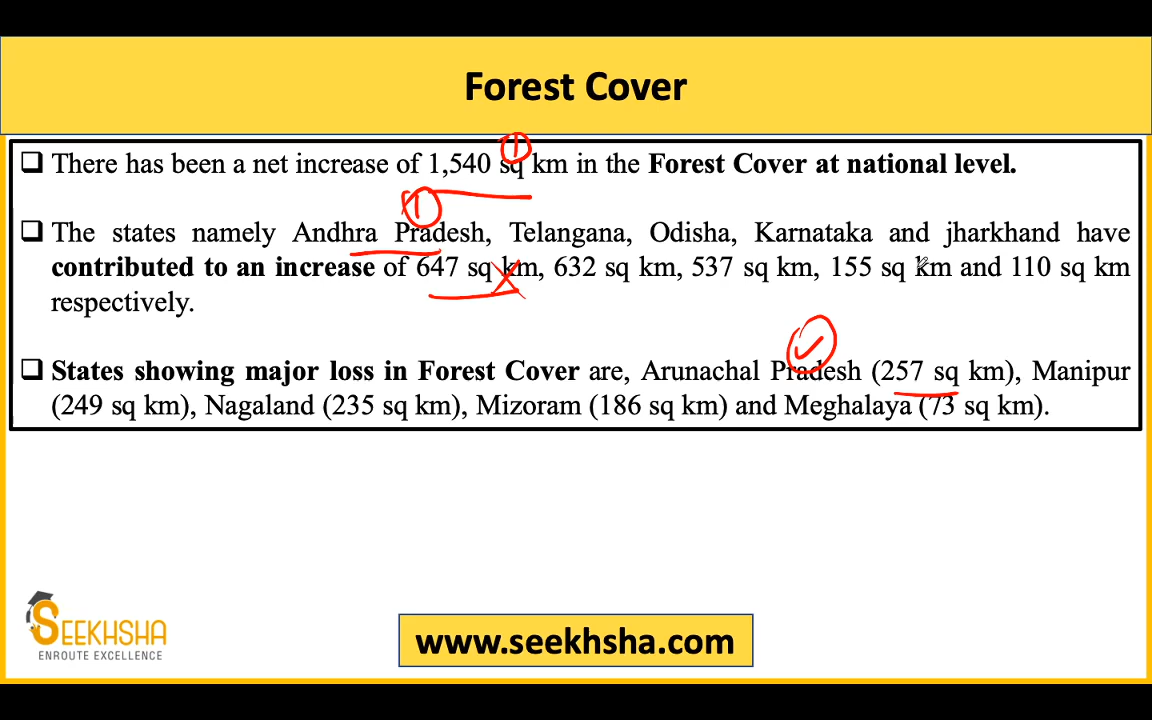 Forest Cover
❑ There has been a net increase of 1,540 sq km in the Forest Cover at national level.
1
1
❑ The states namely Andhra Pradesh, Telangana, Odisha, Karnataka and jharkhand have
contributed to an increase of 647 sq km, 632 sq km, 537 sq km, 155 sq km and 110 sq km
respectively.
❑ States showing major loss in Forest Cover are, Arunachal Pradesh (257 sq km), Manipur
(249 sq km), Nagaland (235 sq km), Mizoram (186 sq km) and Meghalaya (73 sq km).
SEEKHSHA
ENROUTE EXCELLENCE
www.seekhsha.com